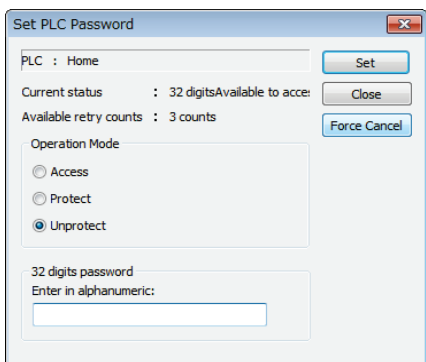 Set PLC Password
PLC : Home
Set
Current status : 32 digitsAvailable to acces
Close
Available retry counts : 3 counts
Force Cancel
Operation Mode
Access
Protect
Unprotect
32 digits password
Enter in alphanumeric: